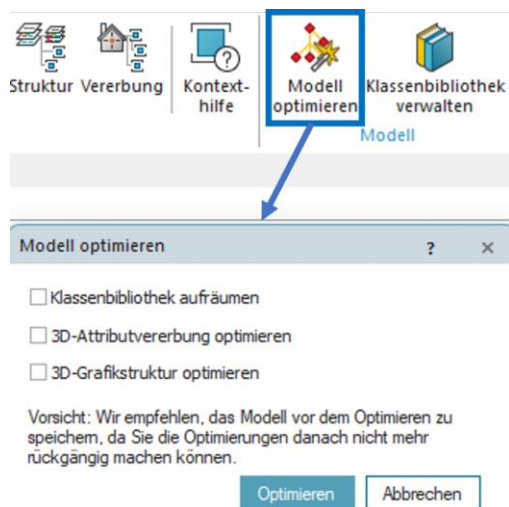 Struktur Vererbung Kontext- Modell Klassenbibliothek
hilfe optimieren verwalten
Modell
Modell optimieren ? ×
Klassenbibliothek aufräumen
3D-Attributvererbung optimieren
3D-Grafikstruktur optimieren
Vorsicht: Wir empfehlen, das Modell vor dem Optimieren zu
speichern, da Sie die Optimierungen danach nicht mehr
rückgängig machen können.
Optimieren Abbrechen